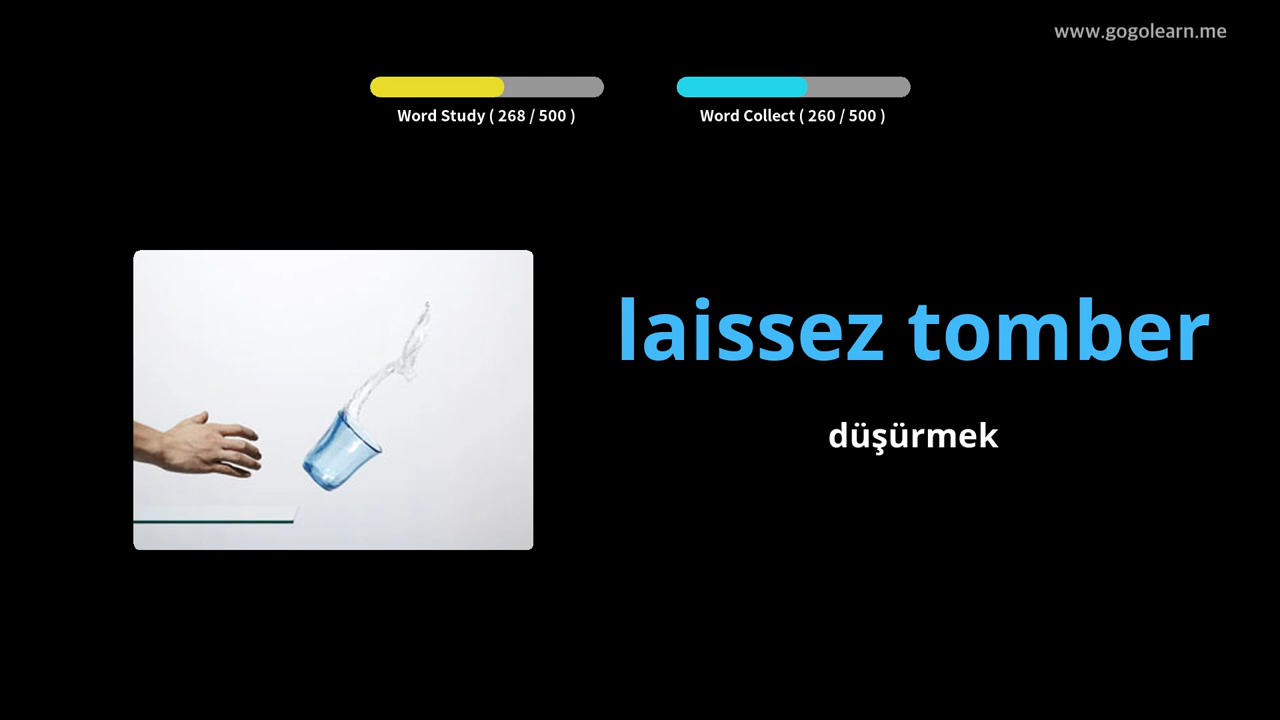 www.gogolearn.me
Word Study ( 268 / 500 )
Word Collect ( 260 / 500 )
laissez tomber
düşürmek